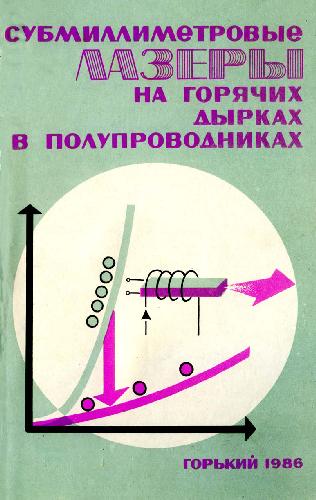 СУБМИЛЛИМЕТРОВЫЕ
ЛАЗЕРЫ
НА ГОРЯЧИХ
ДЫРКАХ
В ПОЛУПРОВОДНИКАХ
ГОРЬКИЙ 1986